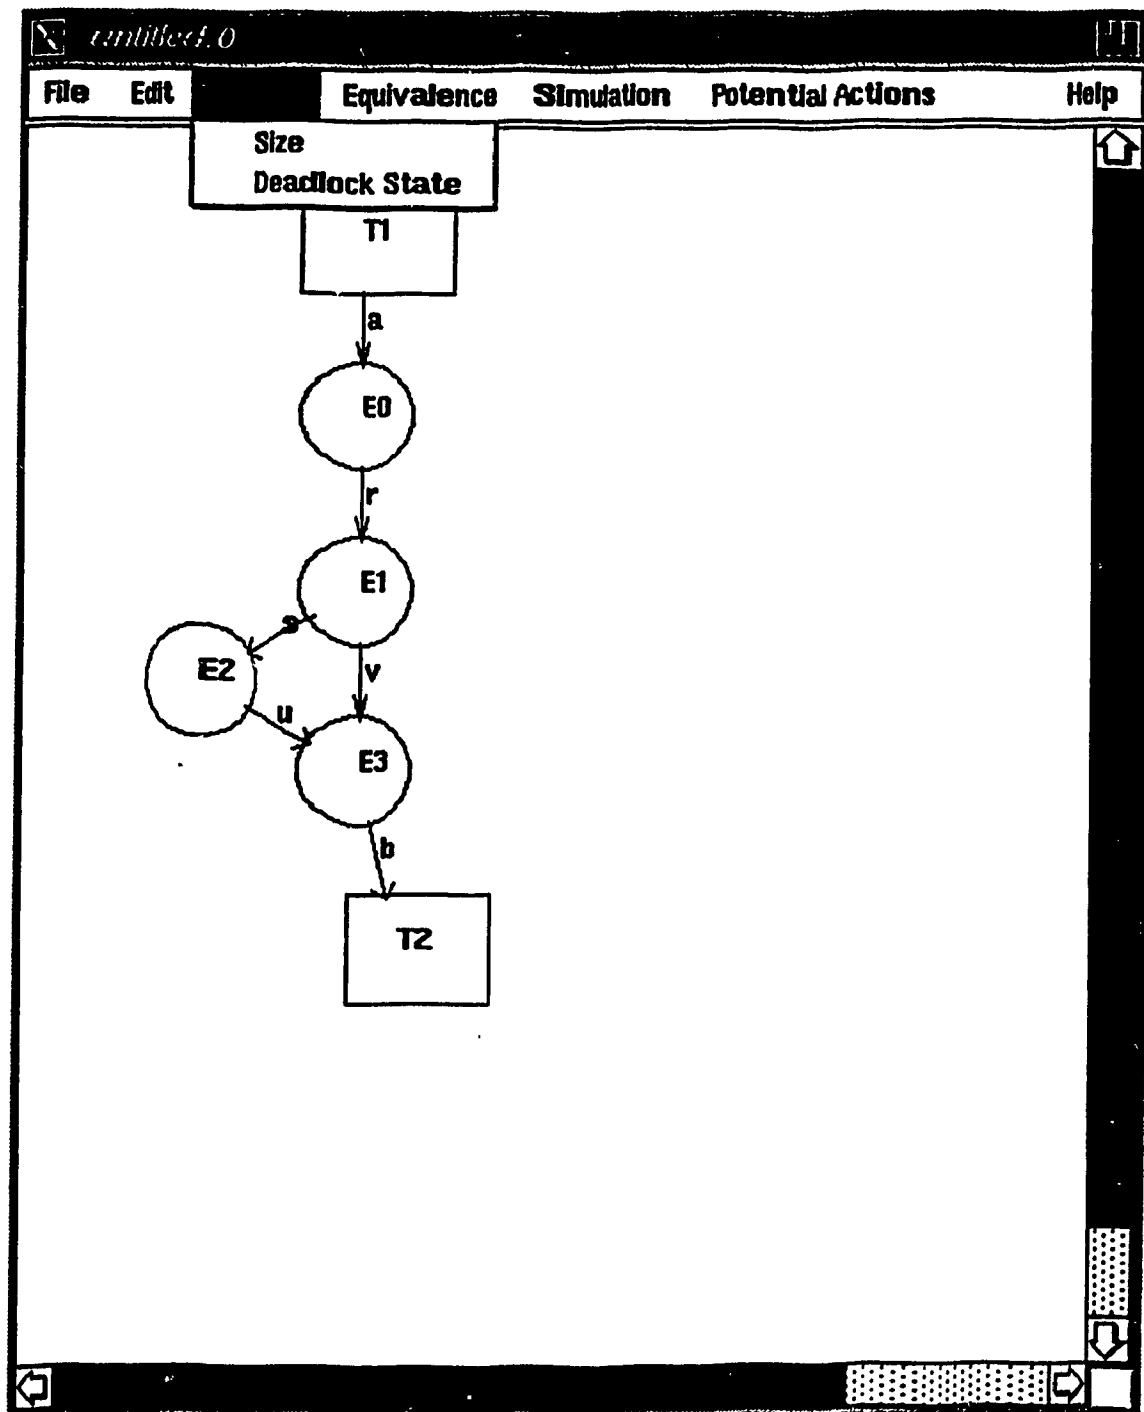 untitled.0
File Edit Equivalence Simulation Potential Actions Help
Size
Deadlock State
T1
a
E0
r
E1
s
E2
v
u
E3
b
T2